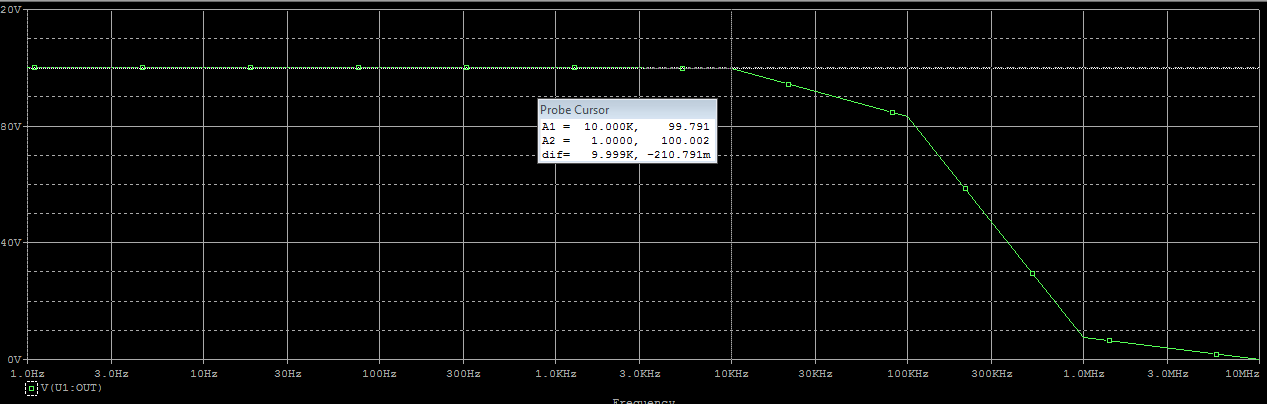 20V
Probe Cursor
A1 = 10.000K, 99.791
A2 = 1.0000, 100.002
dif= 9.999K, -210.791m
80V
40V
0V
1.0Hz 3.0Hz 10Hz 30Hz 100Hz 300Hz 1.0KHz 3.0KHz 10KHz 30KHz 100KHz 300KHz 1.0MHz 3.0MHz 10MHz
V(U1:OUT)
Frequency